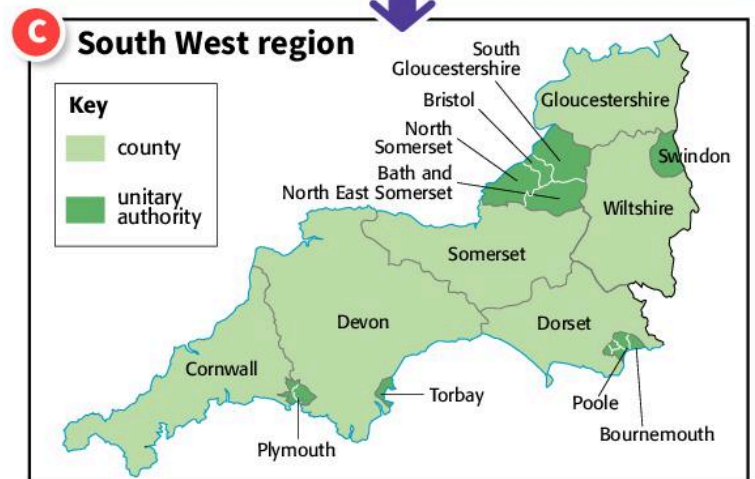 C
South West region
Key
county
unitary
authority
South
Gloucestershire
Bristol
North
Somerset
Bath and
North East Somerset
Gloucestershire
Swindon
Wiltshire
Somerset
Devon
Dorset
Cornwall
Torbay
Plymouth
Poole
Bournemouth